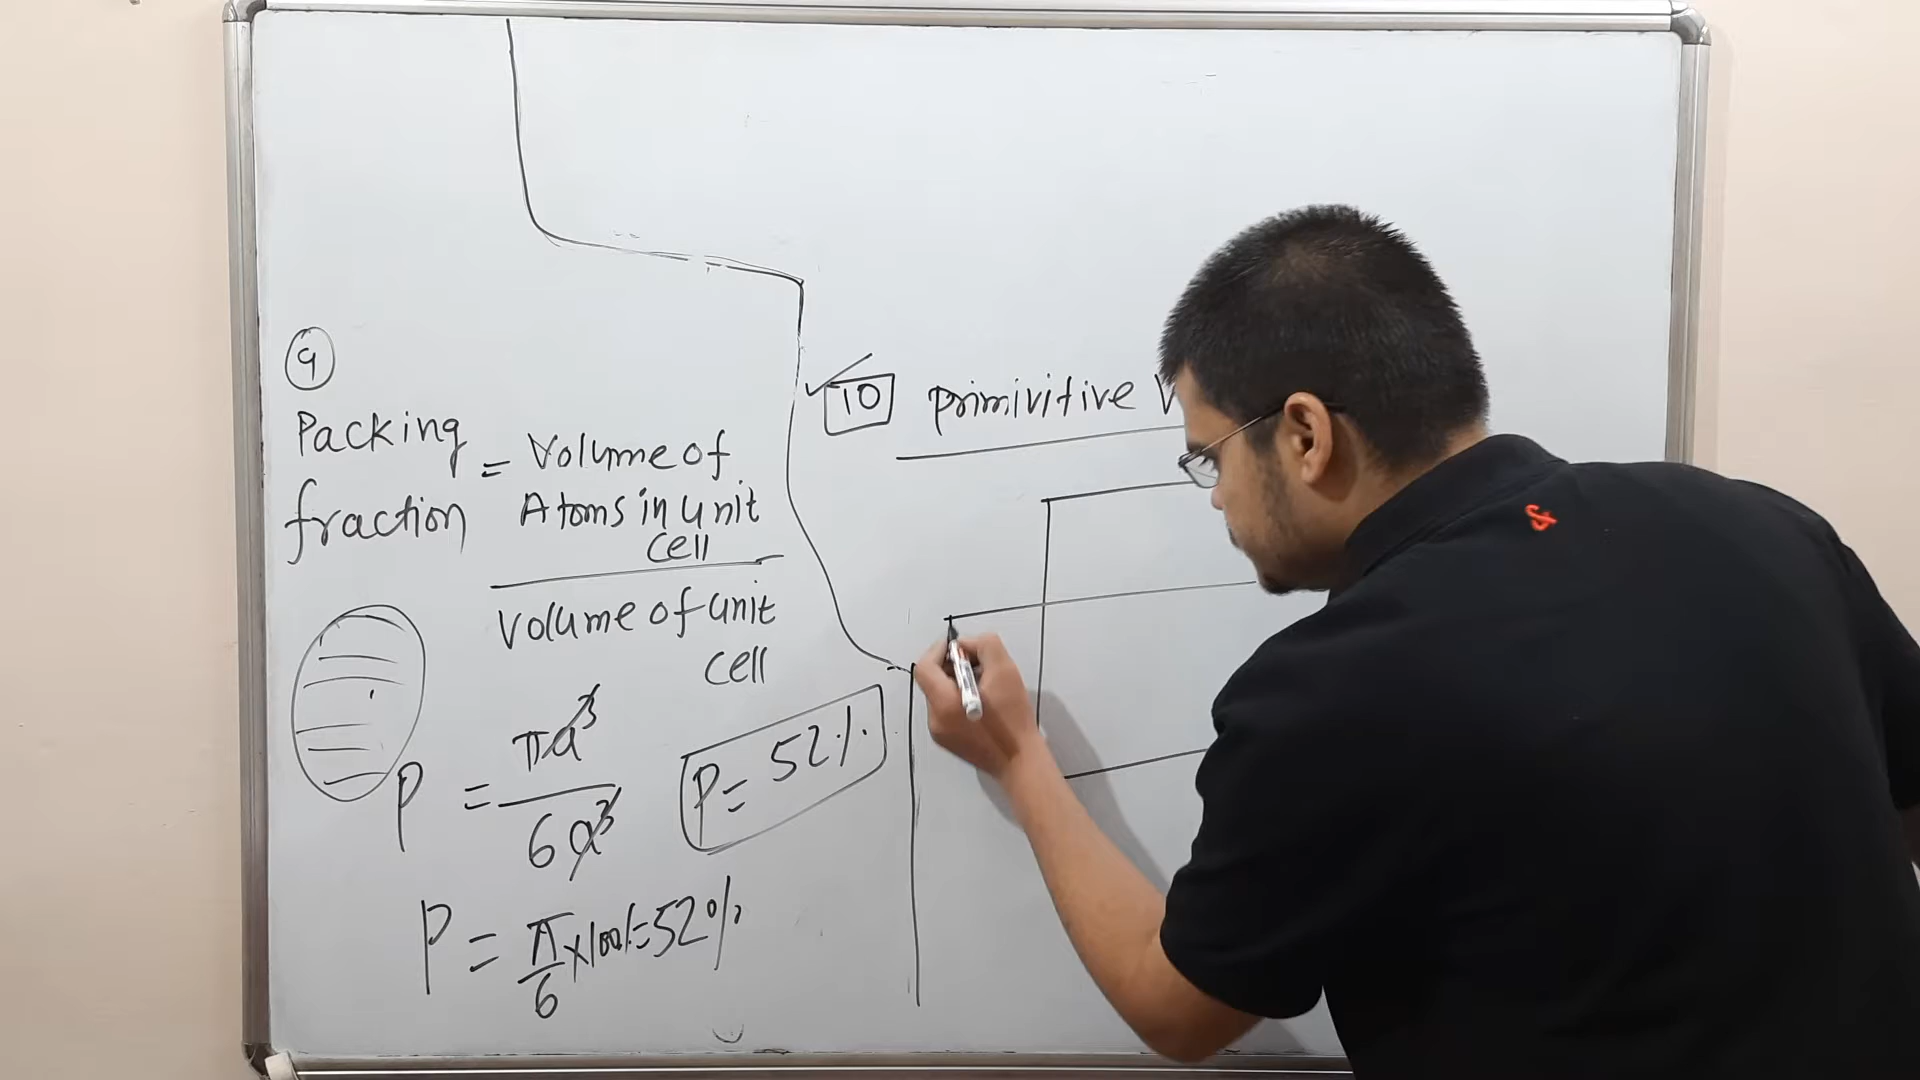 9
Packing
fraction
= Volume of
Atoms in unit
cell
Volume of unit
cell
P = πa³
6a³
P = 52%
P = π/6 x100%=52%
10 primivitive V